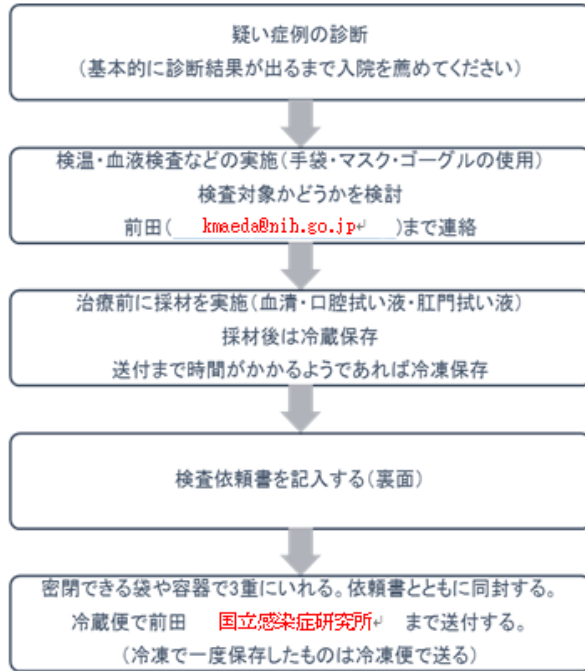 疑い症例の診断
(基本的に診断結果が出るまで入院を薦めてください)
検温・血液検査などの実施(手袋・マスク・ゴーグルの使用)
検査対象かどうかを検討
前田( kmaeda@nih.go.jp↵ )まで連絡
治療前に採材を実施(血清・口腔拭い液・肛門拭い液)
採材後は冷蔵保存
送付まで時間がかかるようであれば冷凍保存
検査依頼書を記入する(裏面)
密閉できる袋や容器で3重にいれる。依頼書とともに同封する。
冷蔵便で前田 国立感染症研究所↵ まで送付する。
(冷凍で一度保存したものは冷凍便で送る)